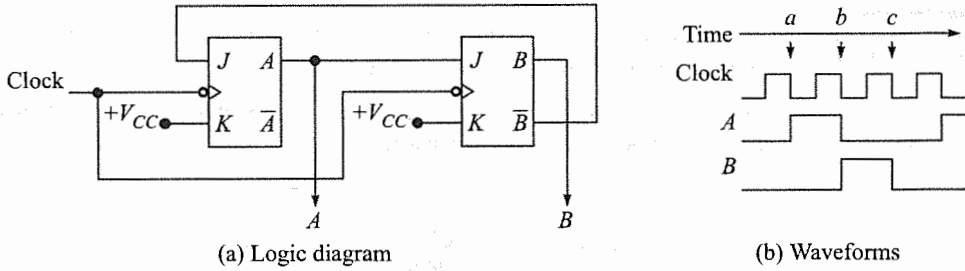 J A
A̅
K
+VCC
Clock
J B
B̅
K
+VCC
A
B
(a) Logic diagram
a b c
Time
Clock
A
B
(b) Waveforms